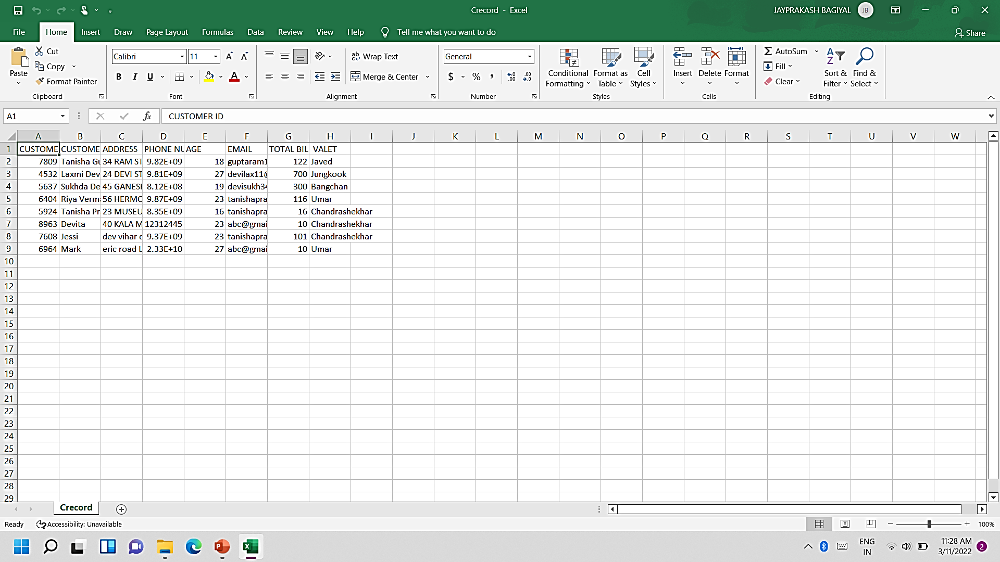 Crecord - Excel
JAYPRAKASH BAGIYAL JB
File Home Insert Draw Page Layout Formulas Data Review View Help Tell me what you want to do Share
Paste Cut Copy Format Painter Clipboard
Calibri 11 A A
B I U A Font
ab Wrap Text
Merge & Center
Alignment
General
$ % , .00 .00
Number
Conditional Formatting Format as Table Cell Styles
Styles
Insert Delete Format
Cells
AutoSum Fill Clear
Sort & Filter Find & Select
Editing
A1 fx CUSTOMER ID
A B C D E F G H I J K L M N O P Q R S T U V W
1 CUSTOME CUSTOME ADDRESS PHONE NU AGE EMAIL TOTAL BIL VALET
2 7809 Tanisha Gu 34 RAM ST 9.82E+09 18 guptaram1 122 Javed
3 4532 Laxmi Dev 24 DEVI ST 9.81E+09 27 devilax11@ 700 Jungkook
4 5637 Sukhda De 45 GANESH 8.12E+08 19 devisukh34 300 Bangchan
5 6404 Riya Verma 56 HERMO 9.87E+09 23 tanishapra 116 Umar
6 5924 Tanisha Pr 23 MUSEU 8.35E+09 16 tanishapra 16 Chandrashekhar
7 8963 Devita 40 KALA M 12312445 23 abc@gmai 10 Chandrashekhar
8 7608 Jessi dev vihar c 9.37E+09 23 tanishapra 101 Chandrashekhar
9 6964 Mark eric road L 2.33E+10 27 abc@gmai 10 Umar
10
11
12
13
14
15
16
17
18
19
20
21
22
23
24
25
26
27
28
29
Crecord
Ready Accessibility: Unavailable 100%
ENG
IN
11:28 AM
3/11/2022
2